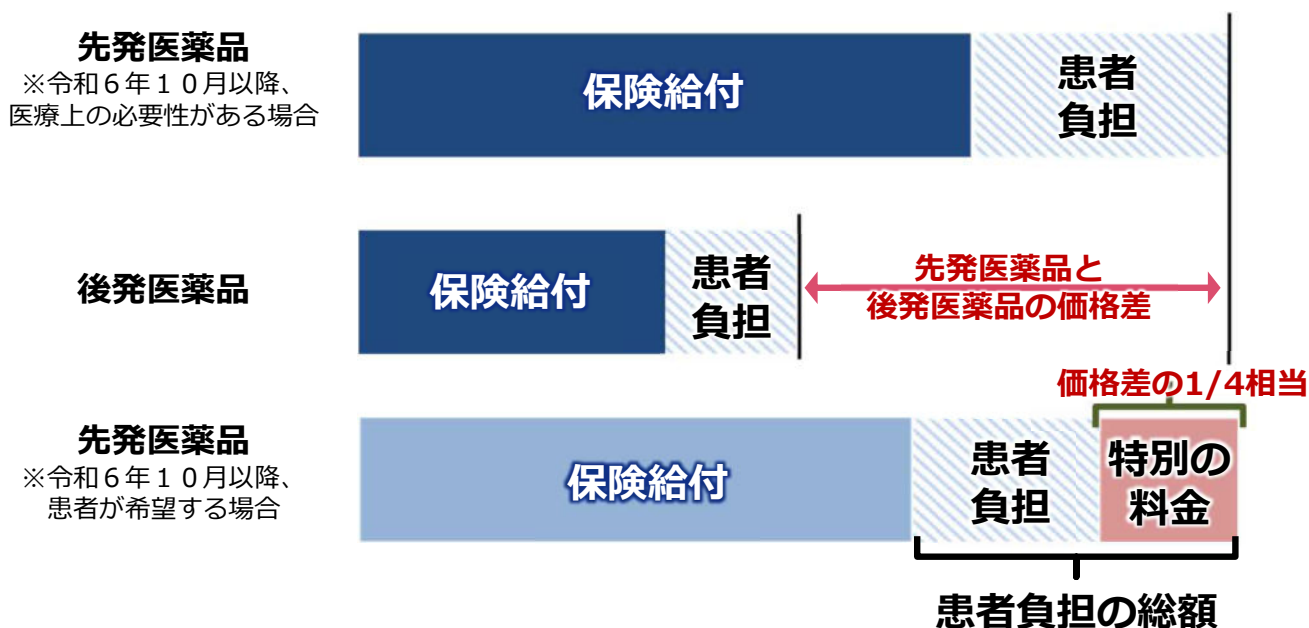 先発医薬品
※令和６年１０月以降、
医療上の必要性がある場合
保険給付
患者
負担
後発医薬品
保険給付
患者
負担
先発医薬品と
後発医薬品の価格差
価格差の1/4相当
先発医薬品
※令和６年１０月以降、
患者が希望する場合
保険給付
患者
負担
特別の
料金
患者負担の総額